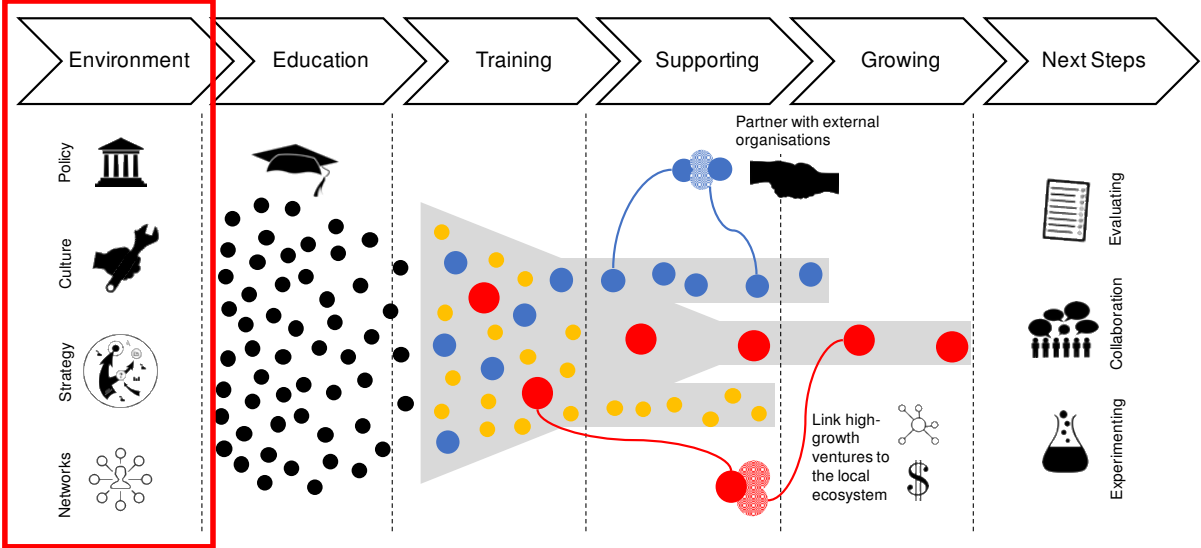 Environment
Education
Training
Supporting
Growing
Next Steps
Policy
Culture
Strategy
Networks
Partner with external
organisations
Link high-
growth
ventures to
the local
ecosystem
$
Evaluating
Collaboration
Experimenting